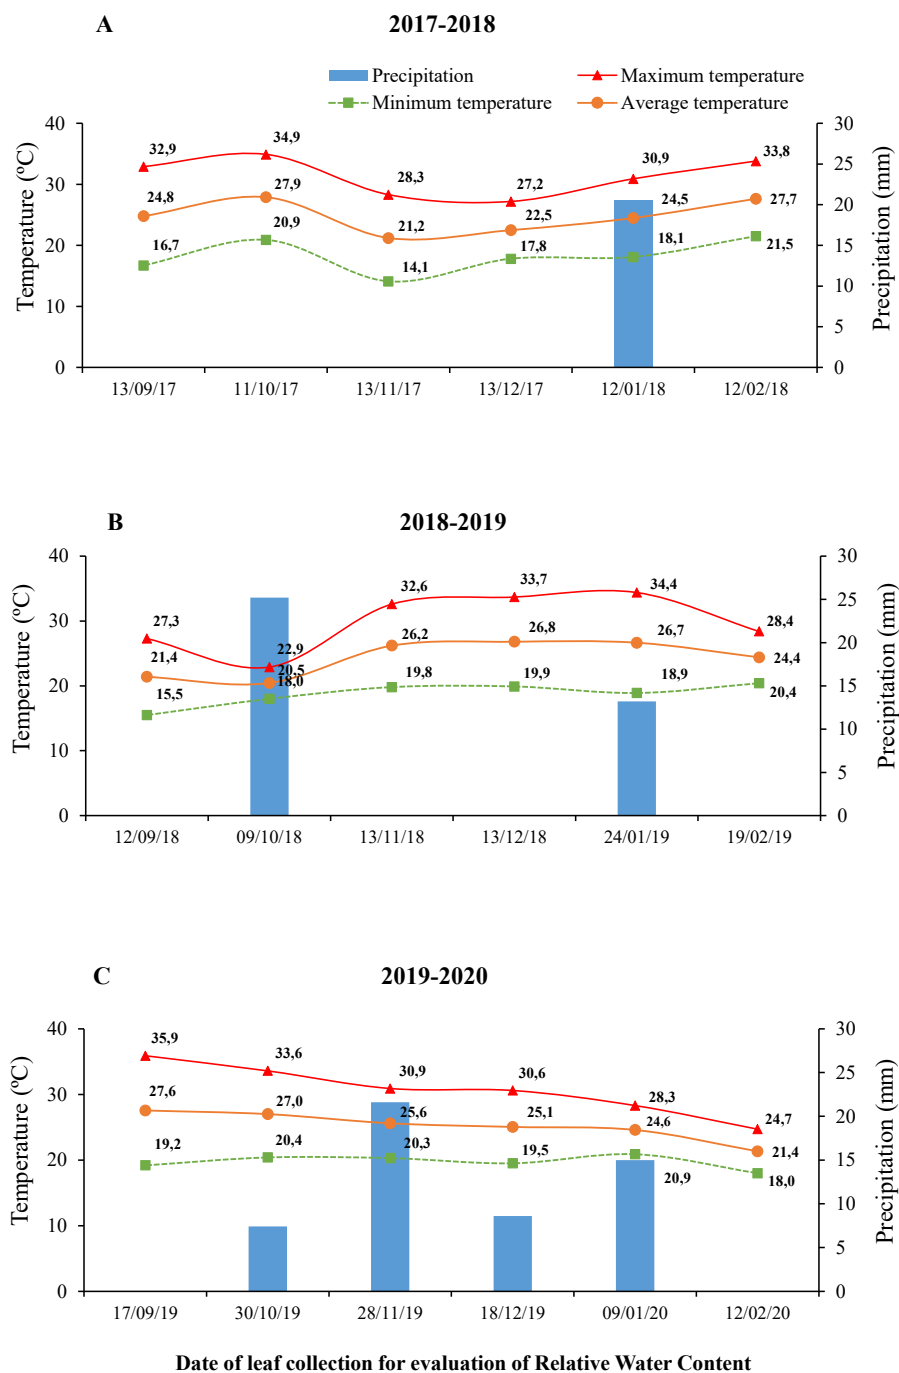 A 2017-2018
Precipitation Maximum temperature
Minimum temperature Average temperature
Temperature (ºC)
40
30
20
10
0
32,9 34,9 28,3 27,2 30,9 33,8
24,8 27,9 21,2 22,5 24,5 27,7
16,7 20,9 14,1 17,8 18,1 21,5
30
25
20
15
10
5
0
Precipitation (mm)
13/09/17 11/10/17 13/11/17 13/12/17 12/01/18 12/02/18
B 2018-2019
Temperature (ºC)
40
30
20
10
0
27,3 22,9 32,6 33,7 34,4 28,4
21,4 20,5 26,2 26,8 26,7 24,4
15,5 18,0 19,8 19,9 18,9 20,4
30
25
20
15
10
5
0
Precipitation (mm)
12/09/18 09/10/18 13/11/18 13/12/18 24/01/19 19/02/19
C 2019-2020
Temperature (ºC)
40
30
20
10
0
35,9 33,6 30,9 30,6 28,3 24,7
27,6 27,0 25,6 25,1 24,6 21,4
19,2 20,4 20,3 19,5 20,9 18,0
30
25
20
15
10
5
0
Precipitation (mm)
17/09/19 30/10/19 28/11/19 18/12/19 09/01/20 12/02/20
Date of leaf collection for evaluation of Relative Water Content